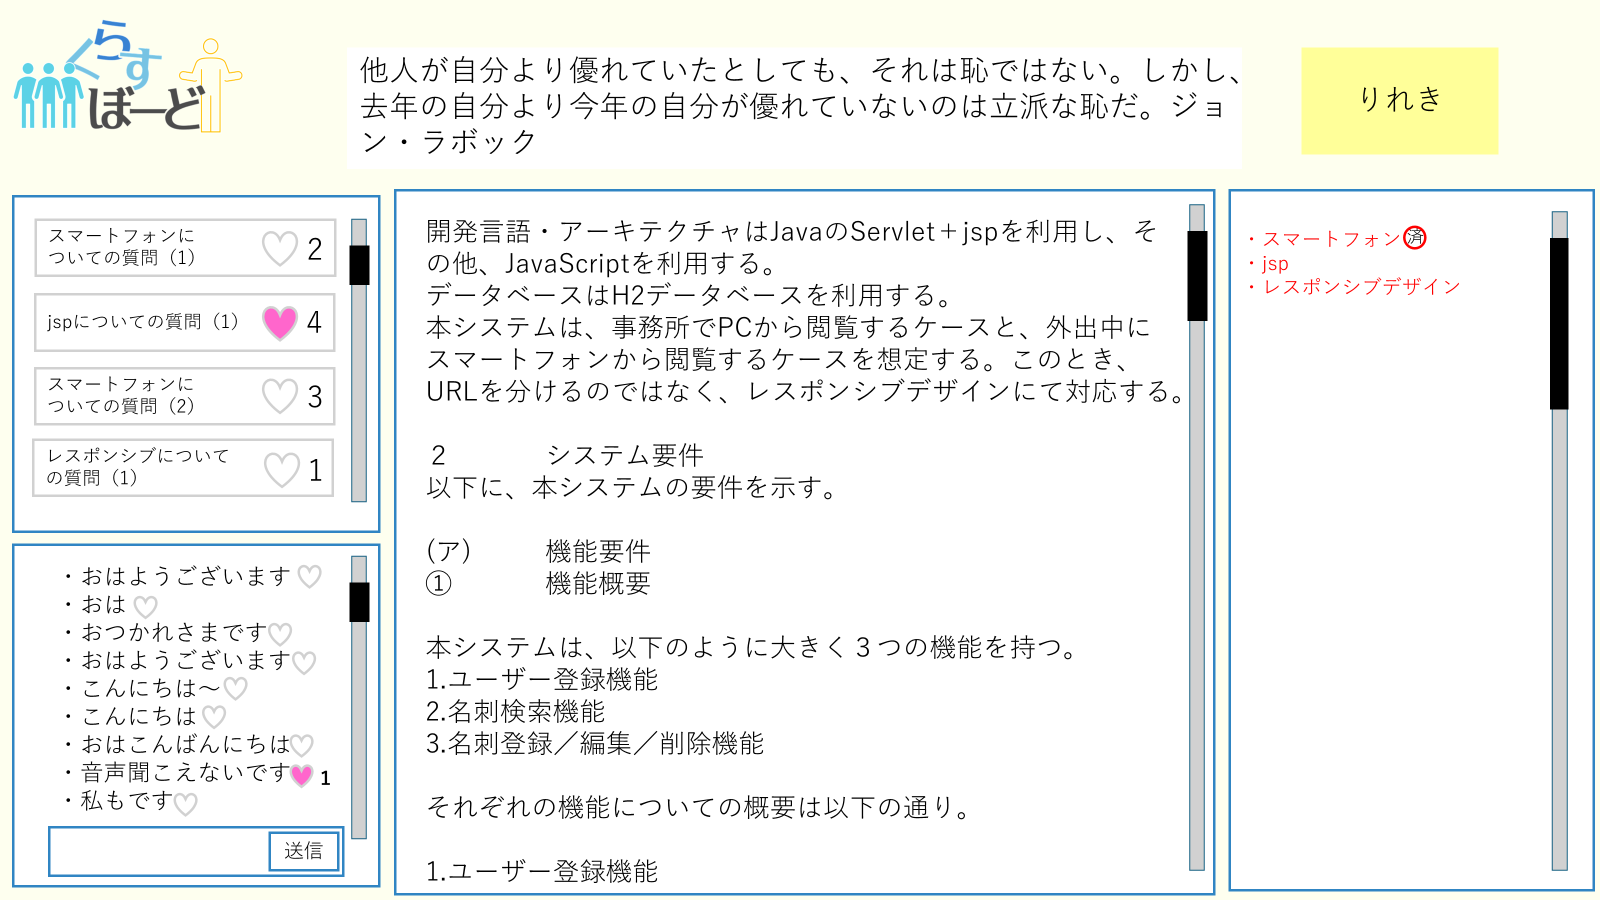 くらす
ぼーど
他人が自分より優れていたとしても、それは恥ではない。しかし、
去年の自分より今年の自分が優れていないのは立派な恥だ。ジョ
ン・ラボック
りれき
スマートフォンに
ついての質問（1）
2
jspについての質問（1）
4
スマートフォンに
ついての質問（2）
3
レスポンシブについて
の質問（1）
1
・おはようございます
・おは
・おつかれさまです
・おはようございます
・こんにちは～
・こんにちは
・おはこんばんにちは
・音声聞こえないです 1
・私もです
送信
開発言語・アーキテクチャはJavaのServlet＋jspを利用し、そ
の他、JavaScriptを利用する。
データベースはH2データベースを利用する。
本システムは、事務所でPCから閲覧するケースと、外出中に
スマートフォンから閲覧するケースを想定する。このとき、
URLを分けるのではなく、レスポンシブデザインにて対応する。
２ システム要件
以下に、本システムの要件を示す。
(ア) 機能要件
① 機能概要
本システムは、以下のように大きく３つの機能を持つ。
1.ユーザー登録機能
2.名刺検索機能
3.名刺登録／編集／削除機能
それぞれの機能についての概要は以下の通り。
1.ユーザー登録機能
・スマートフォン 済
・jsp
・レスポンシブデザイン